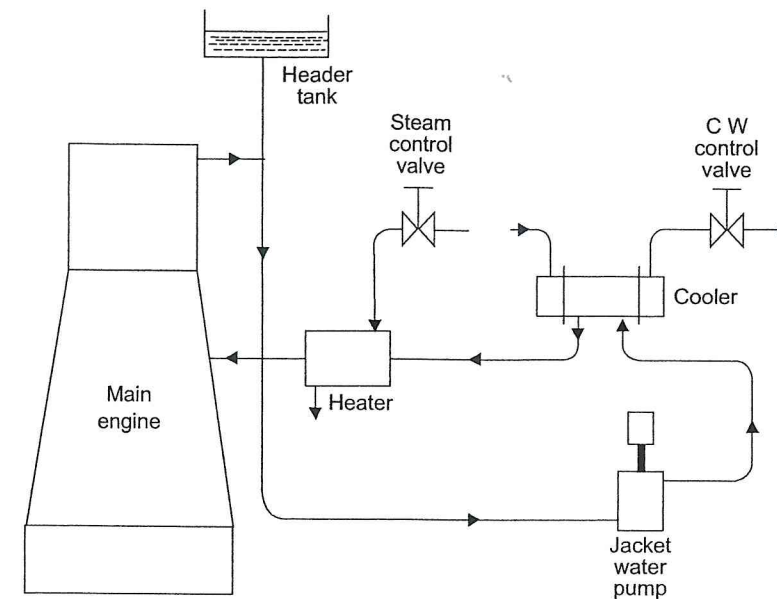 Header
tank
Steam
control
valve
C W
control
valve
Cooler
Heater
Main
engine
Jacket
water
pump